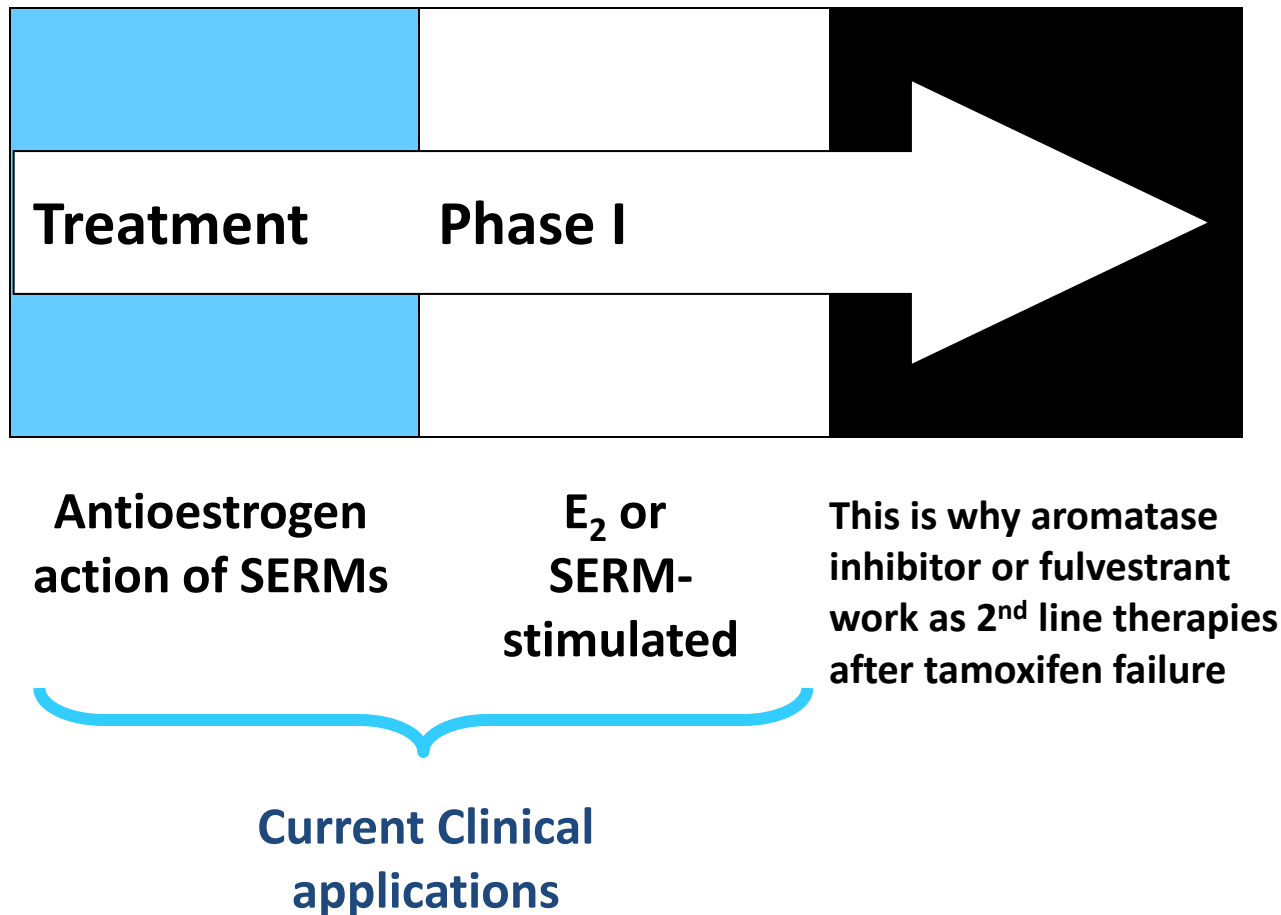 Treatment
Phase I
Antioestrogen
action of SERMs
E₂ or
SERM-
stimulated
This is why aromatase
inhibitor or fulvestrant
work as 2ⁿᵈ line therapies
after tamoxifen failure
Current Clinical
applications